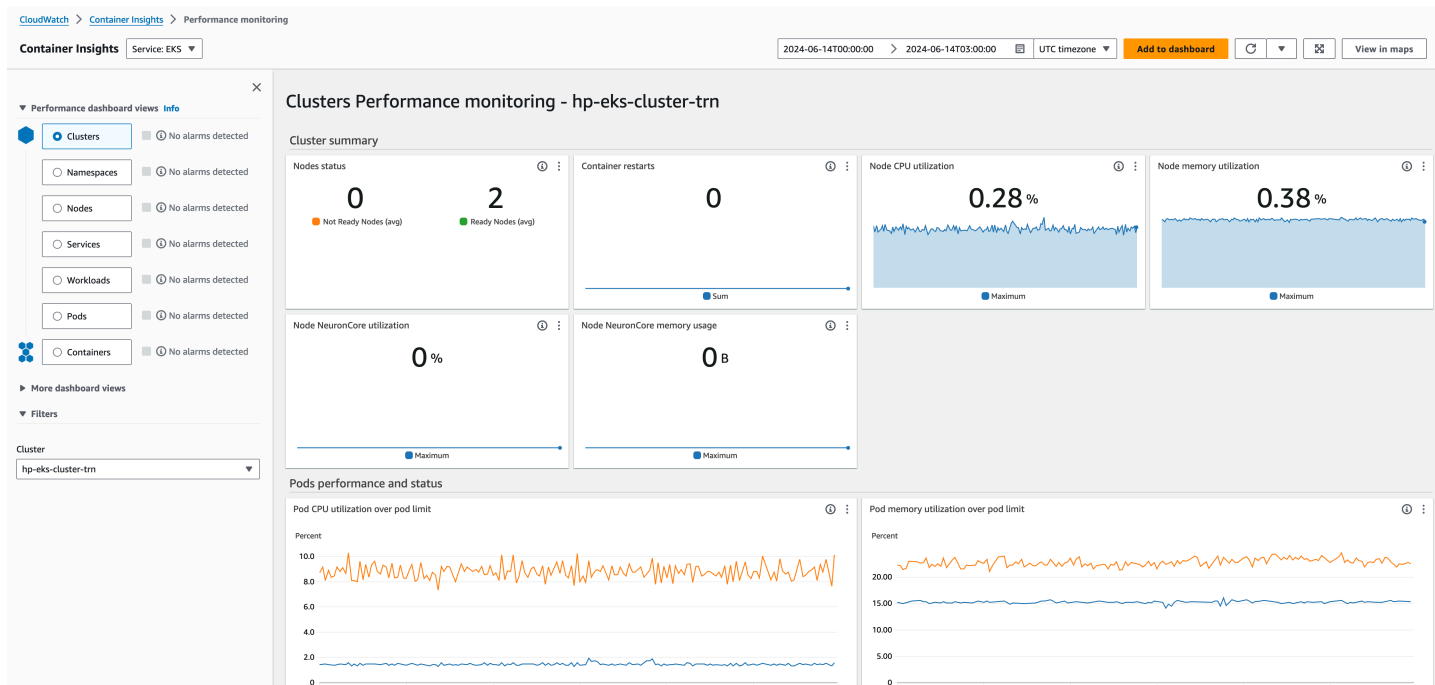 CloudWatch > Container Insights > Performance monitoring
Container Insights Service: EKS ▼ 2024-06-14T00:00:00 > 2024-06-14T03:00:00 UTC timezone ▼ Add to dashboard ▼ View in maps
▼ Performance dashboard views Info
Clusters No alarms detected
Namespaces No alarms detected
Nodes No alarms detected
Services No alarms detected
Workloads No alarms detected
Pods No alarms detected
Containers No alarms detected
▶ More dashboard views
▼ Filters
Cluster
hp-eks-cluster-trn ▼
Clusters Performance monitoring - hp-eks-cluster-trn
Cluster summary
Nodes status
0 2
Not Ready Nodes (avg) Ready Nodes (avg)
Container restarts
0
Sum
Node CPU utilization
0.28 %
Maximum
Node memory utilization
0.38 %
Maximum
Node NeuronCore utilization
0 %
Maximum
Node NeuronCore memory usage
0 B
Maximum
Pods performance and status
Pod CPU utilization over pod limit
Percent
10.0
8.0
6.0
4.0
2.0
0
Pod memory utilization over pod limit
Percent
20.00
15.00
10.00
5.00
0